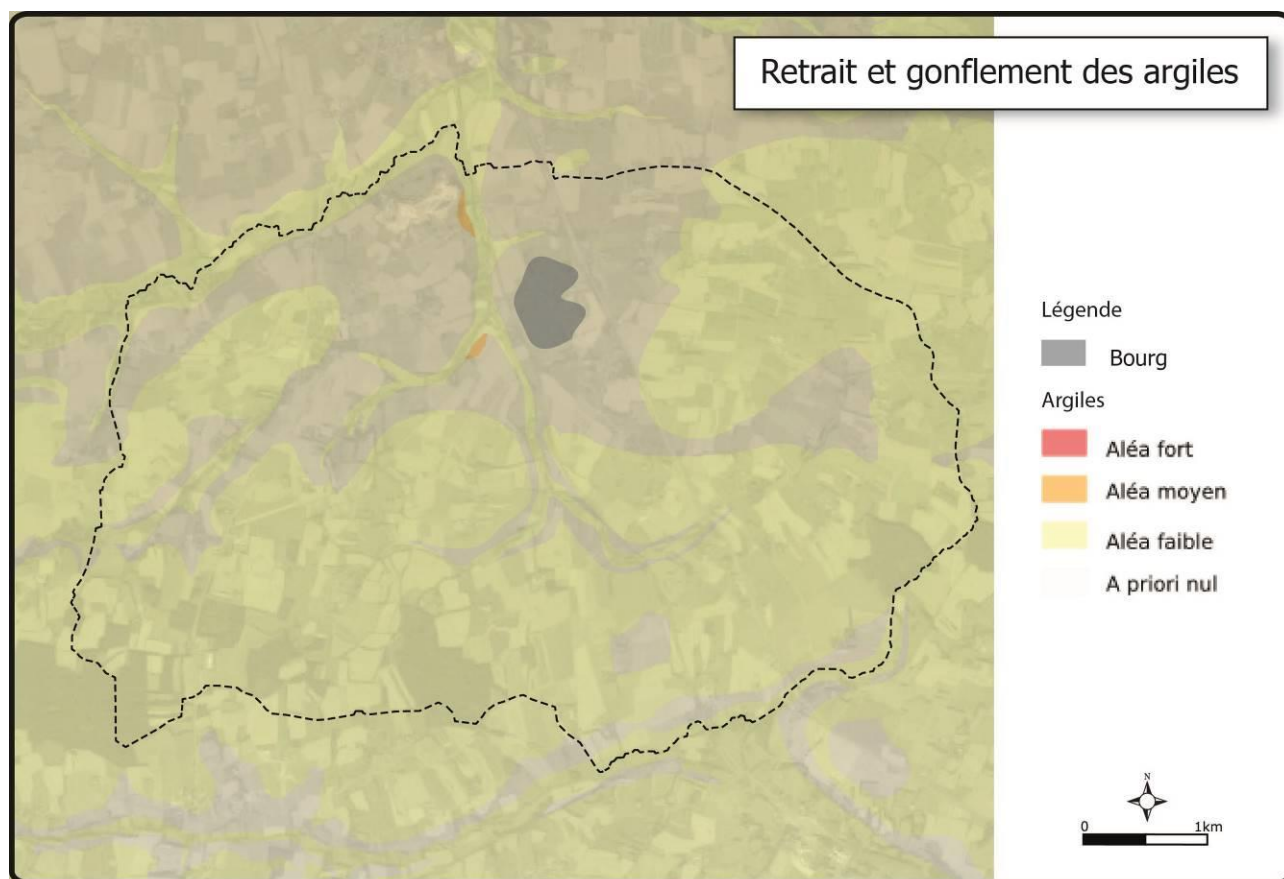 Retrait et gonflement des argiles
Légende
Bourg
Argiles
Aléa fort
Aléa moyen
Aléa faible
A priori nul
N
0 1km